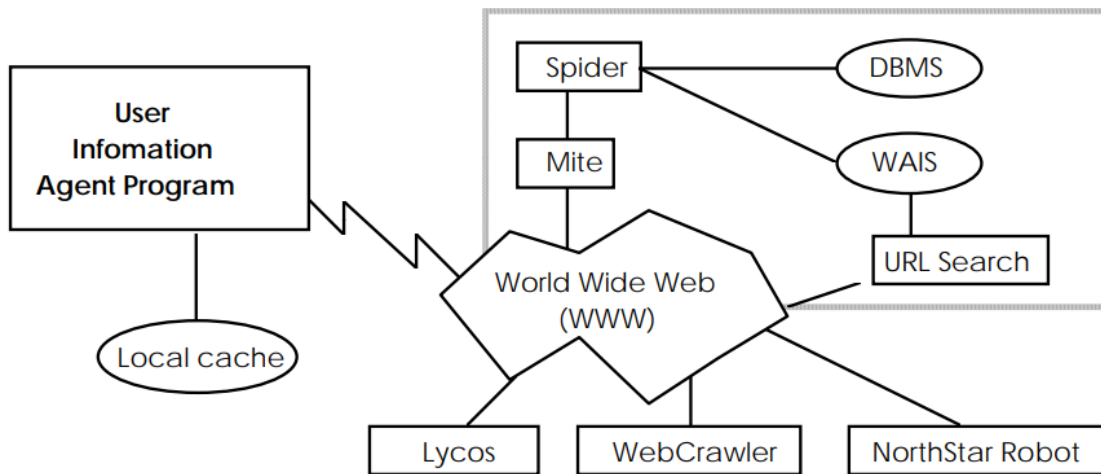 Spider
DBMS
User
Infomation
Agent Program
Mite
WAIS
URL Search
World Wide Web
(WWW)
Local cache
Lycos
WebCrawler
NorthStar Robot